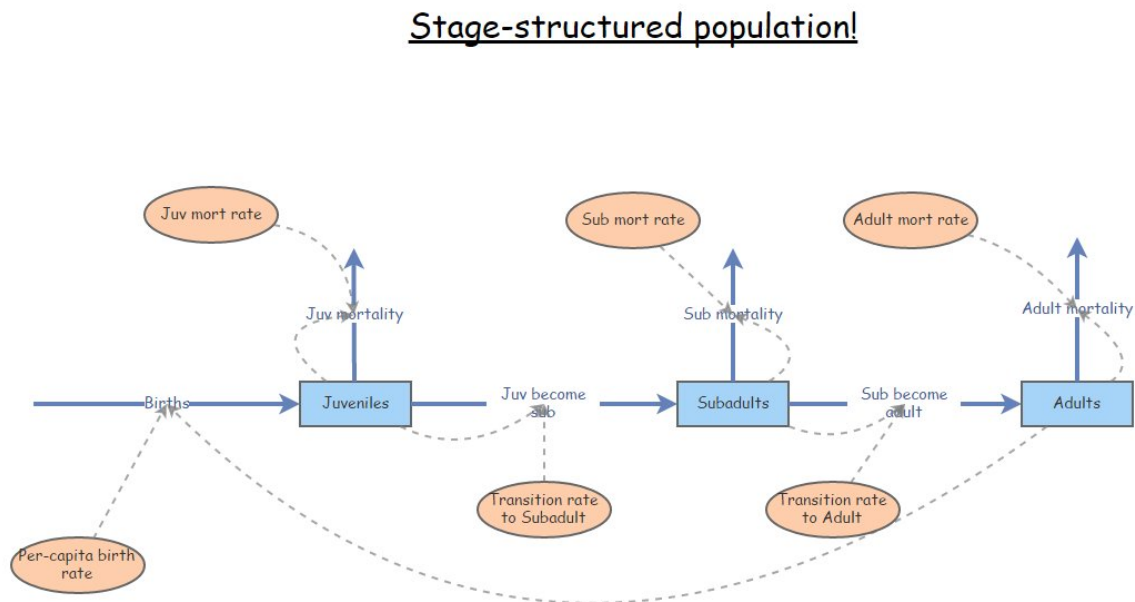 Stage-structured population!
Juv mort rate
Sub mort rate
Adult mort rate
Juv mortality
Sub mortality
Adult mortality
Births
Juveniles
Juv become
sub
Subadults
Sub become
adult
Adults
Transition rate
to Subadult
Transition rate
to Adult
Per-capita birth
rate